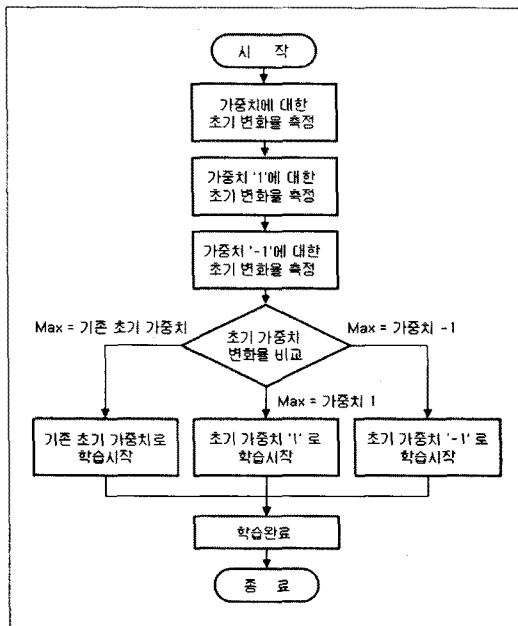 시 작
가중치에 대한
초기 변화율 측정
가중치 '1'에 대한
초기 변화율 측정
가중치 '-1'에 대한
초기 변화율 측정
Max = 기존 초기 가중치
초기 가중치
변화율 비교
Max = 가중치 -1
Max = 가중치 1
기존 초기 가중치로
학습시작
초기 가중치 '1' 로
학습시작
초기 가중치 '-1' 로
학습시작
학습완료
종 료